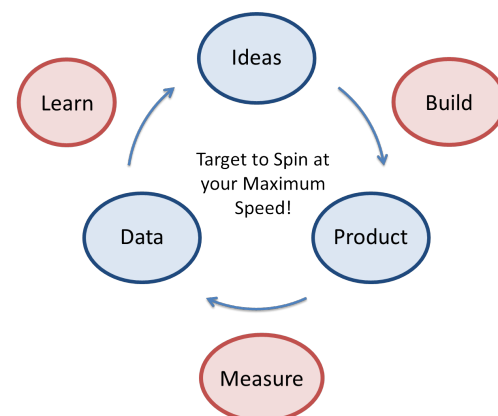 Ideas
Learn
Build
Target to Spin at
your Maximum
Speed!
Data
Product
Measure